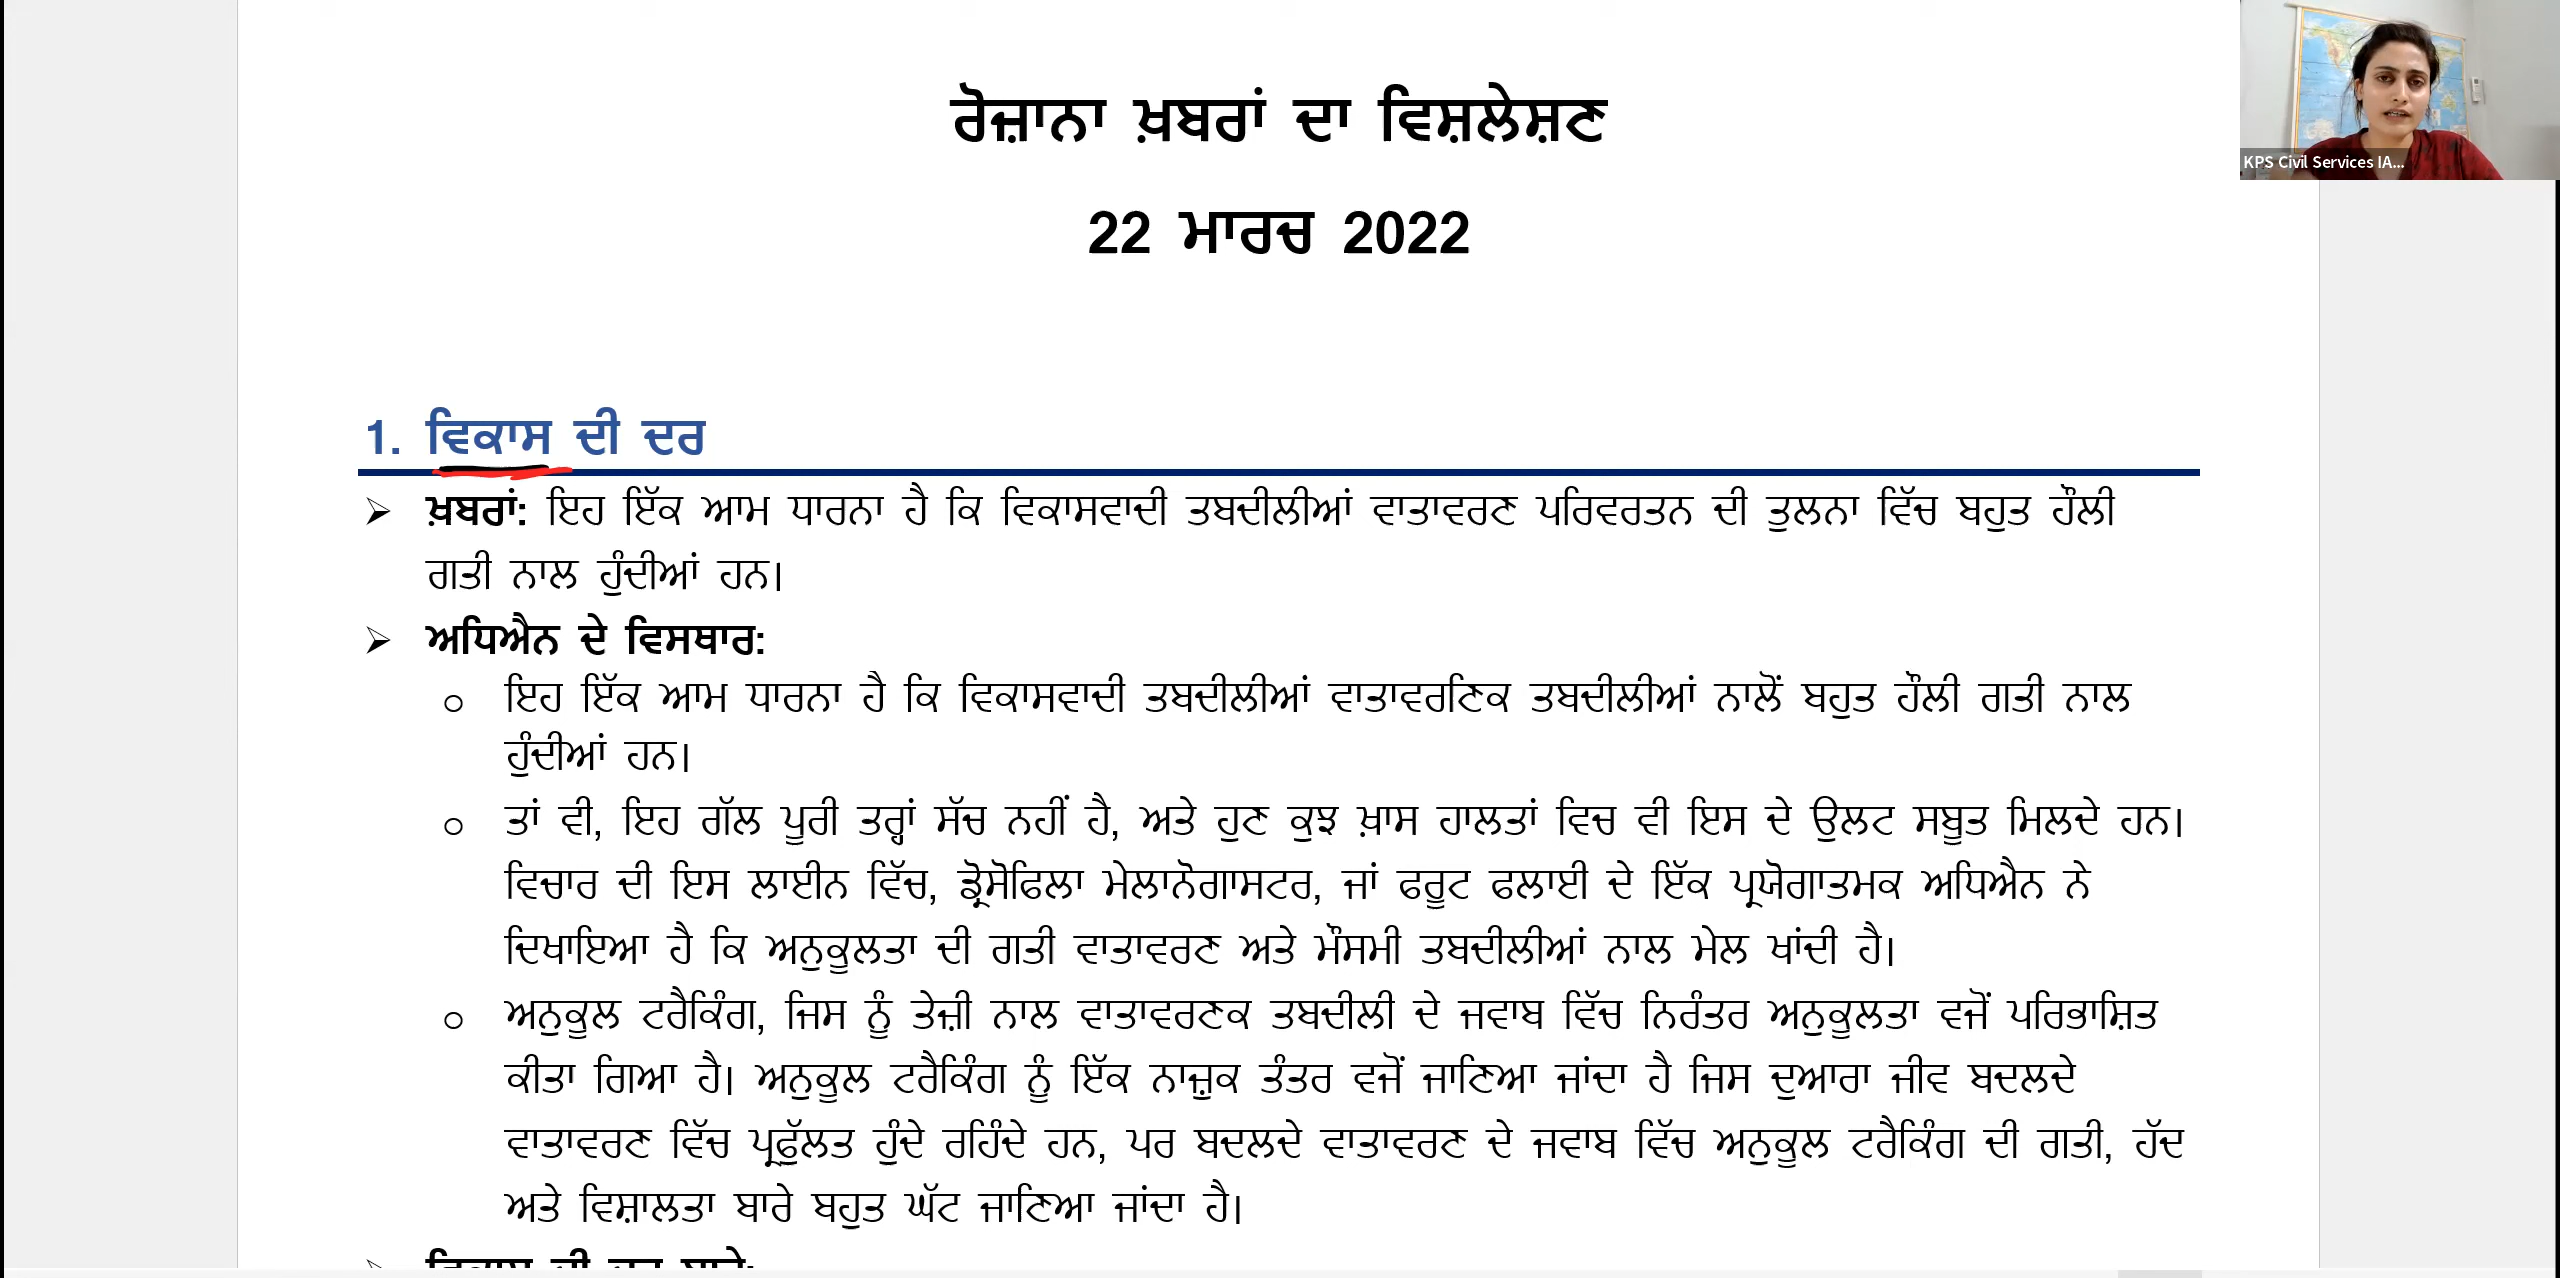 ਰੋਜ਼ਾਨਾ ਖ਼ਬਰਾਂ ਦਾ ਵਿਸ਼ਲੇਸ਼ਣ
KPS Civil Services IA...
22 ਮਾਰਚ 2022
1. ਵਿਕਾਸ ਦੀ ਦਰ
➢ ਖ਼ਬਰਾਂ: ਇਹ ਇੱਕ ਆਮ ਧਾਰਨਾ ਹੈ ਕਿ ਵਿਕਾਸਵਾਦੀ ਤਬਦੀਲੀਆਂ ਵਾਤਾਵਰਣ ਪਰਿਵਰਤਨ ਦੀ ਤੁਲਨਾ ਵਿੱਚ ਬਹੁਤ ਹੌਲੀ
ਗਤੀ ਨਾਲ ਹੁੰਦੀਆਂ ਹਨ।
➢ ਅਧਿਐਨ ਦੇ ਵਿਸਥਾਰ:
o ਇਹ ਇੱਕ ਆਮ ਧਾਰਨਾ ਹੈ ਕਿ ਵਿਕਾਸਵਾਦੀ ਤਬਦੀਲੀਆਂ ਵਾਤਾਵਰਣਿਕ ਤਬਦੀਲੀਆਂ ਨਾਲੋਂ ਬਹੁਤ ਹੌਲੀ ਗਤੀ ਨਾਲ
ਹੁੰਦੀਆਂ ਹਨ।
o ਤਾਂ ਵੀ, ਇਹ ਗੱਲ ਪੂਰੀ ਤਰ੍ਹਾਂ ਸੱਚ ਨਹੀਂ ਹੈ, ਅਤੇ ਹੁਣ ਕੁਝ ਖ਼ਾਸ ਹਾਲਤਾਂ ਵਿਚ ਵੀ ਇਸ ਦੇ ਉਲਟ ਸਬੂਤ ਮਿਲਦੇ ਹਨ।
ਵਿਚਾਰ ਦੀ ਇਸ ਲਾਈਨ ਵਿੱਚ, ਡ੍ਰੋਸੋਫਿਲਾ ਮੇਲਾਨੋਗਾਸਟਰ, ਜਾਂ ਫਰੂਟ ਫਲਾਈ ਦੇ ਇੱਕ ਪ੍ਰਯੋਗਾਤਮਕ ਅਧਿਐਨ ਨੇ
ਦਿਖਾਇਆ ਹੈ ਕਿ ਅਨੁਕੂਲਤਾ ਦੀ ਗਤੀ ਵਾਤਾਵਰਣ ਅਤੇ ਮੌਸਮੀ ਤਬਦੀਲੀਆਂ ਨਾਲ ਮੇਲ ਖਾਂਦੀ ਹੈ।
o ਅਨੁਕੂਲ ਟਰੈਕਿੰਗ, ਜਿਸ ਨੂੰ ਤੇਜ਼ੀ ਨਾਲ ਵਾਤਾਵਰਣਕ ਤਬਦੀਲੀ ਦੇ ਜਵਾਬ ਵਿੱਚ ਨਿਰੰਤਰ ਅਨੁਕੂਲਤਾ ਵਜੋਂ ਪਰਿਭਾਸ਼ਿਤ
ਕੀਤਾ ਗਿਆ ਹੈ। ਅਨੁਕੂਲ ਟਰੈਕਿੰਗ ਨੂੰ ਇੱਕ ਨਾਜ਼ੁਕ ਤੰਤਰ ਵਜੋਂ ਜਾਣਿਆ ਜਾਂਦਾ ਹੈ ਜਿਸ ਦੁਆਰਾ ਜੀਵ ਬਦਲਦੇ
ਵਾਤਾਵਰਣ ਵਿੱਚ ਪ੍ਰਫੁੱਲਤ ਹੁੰਦੇ ਰਹਿੰਦੇ ਹਨ, ਪਰ ਬਦਲਦੇ ਵਾਤਾਵਰਣ ਦੇ ਜਵਾਬ ਵਿੱਚ ਅਨੁਕੂਲ ਟਰੈਕਿੰਗ ਦੀ ਗਤੀ, ਹੱਦ
ਅਤੇ ਵਿਸ਼ਾਲਤਾ ਬਾਰੇ ਬਹੁਤ ਘੱਟ ਜਾਣਿਆ ਜਾਂਦਾ ਹੈ।